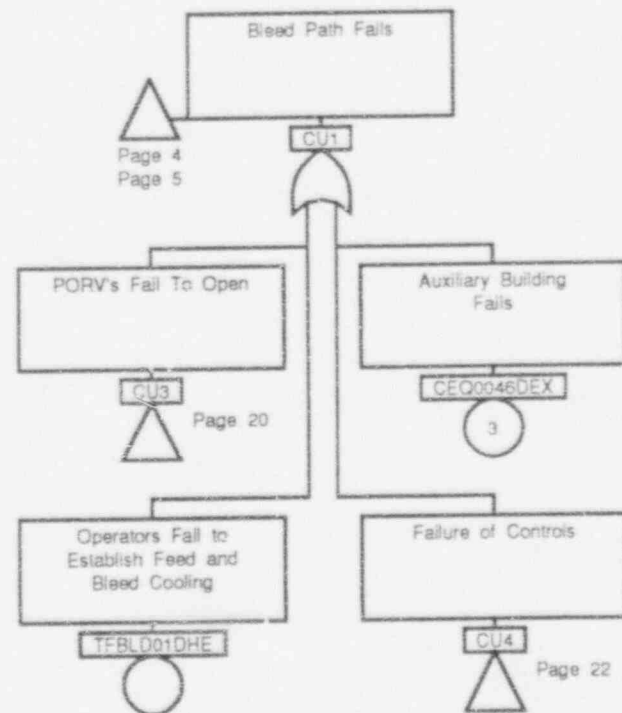 Bleed Path Fails
Page 4
Page 5
CU1
PORV's Fail To Open
CU3
Page 20
Auxiliary Building
Fails
CEQ0046DEX
3
Operators Fail to
Establish Feed and
Bleed Cooling
TFBLD01DHE
Failure of Controls
CU4
Page 22